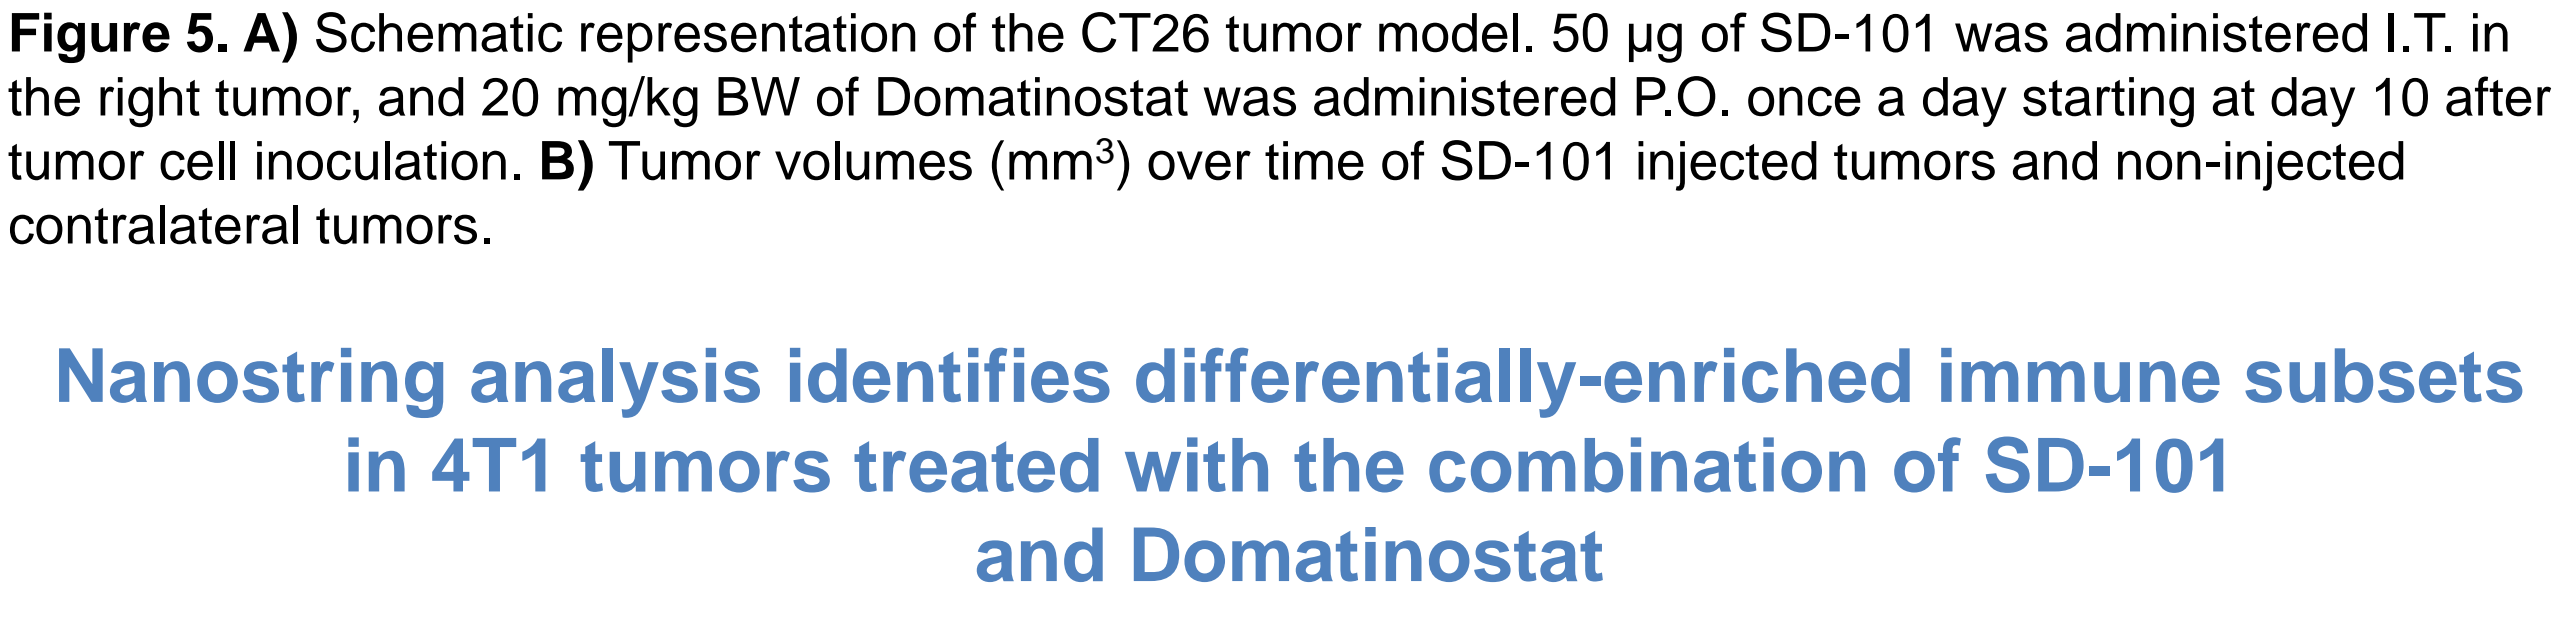 Figure 5. A) Schematic representation of the CT26 tumor model. 50 µg of SD-101 was administered I.T. in
the right tumor, and 20 mg/kg BW of Domatinostat was administered P.O. once a day starting at day 10 after
tumor cell inoculation. B) Tumor volumes (mm³) over time of SD-101 injected tumors and non-injected
contralateral tumors.
Nanostring analysis identifies differentially-enriched immune subsets
in 4T1 tumors treated with the combination of SD-101
and Domatinostat